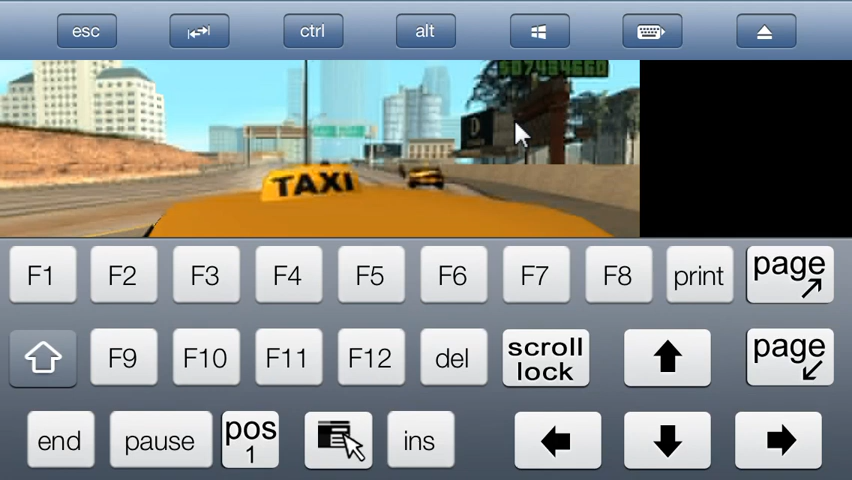 esc ctrl alt
$07494660
TAXI
F1 F2 F3 F4 F5 F6 F7 F8 print page
F9 F10 F11 F12 del scroll lock page
end pause pos 1 ins